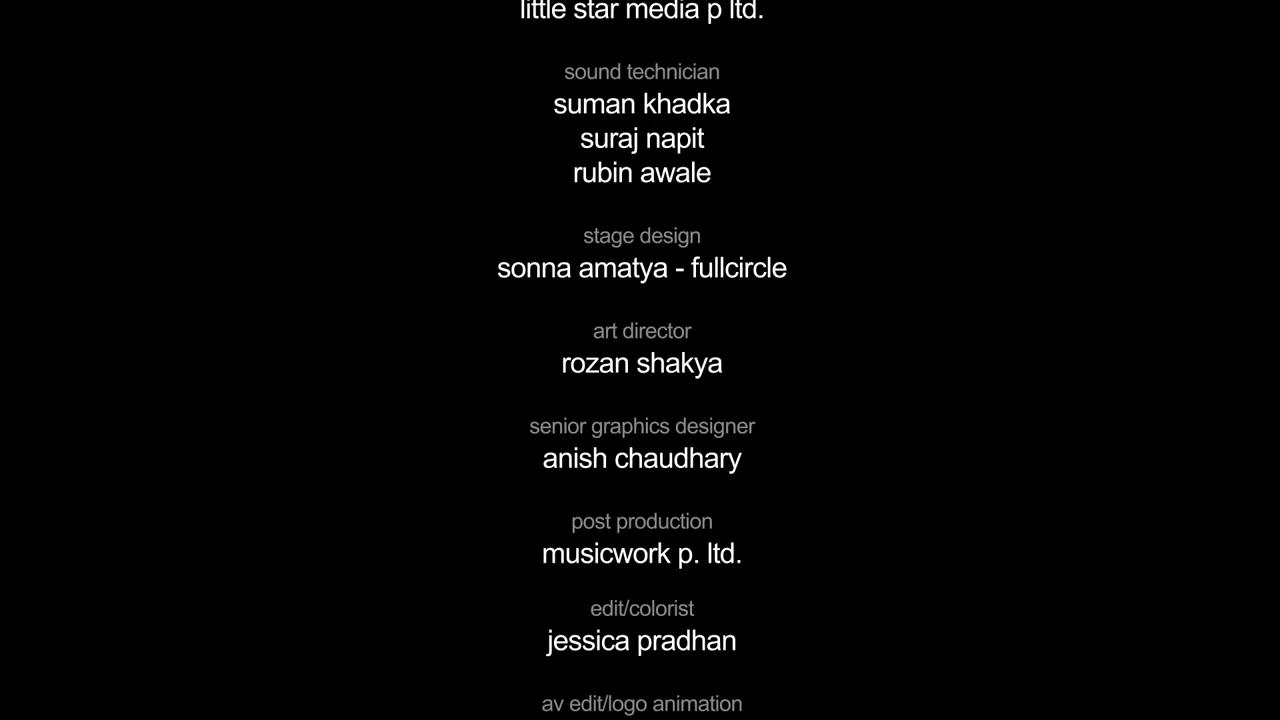 little star media p ltd.
sound technician
suman khadka
suraj napit
rubin awale
stage design
sonna amatya - fullcircle
art director
rozan shakya
senior graphics designer
anish chaudhary
post production
musicwork p. ltd.
edit/colorist
jessica pradhan
av edit/logo animation